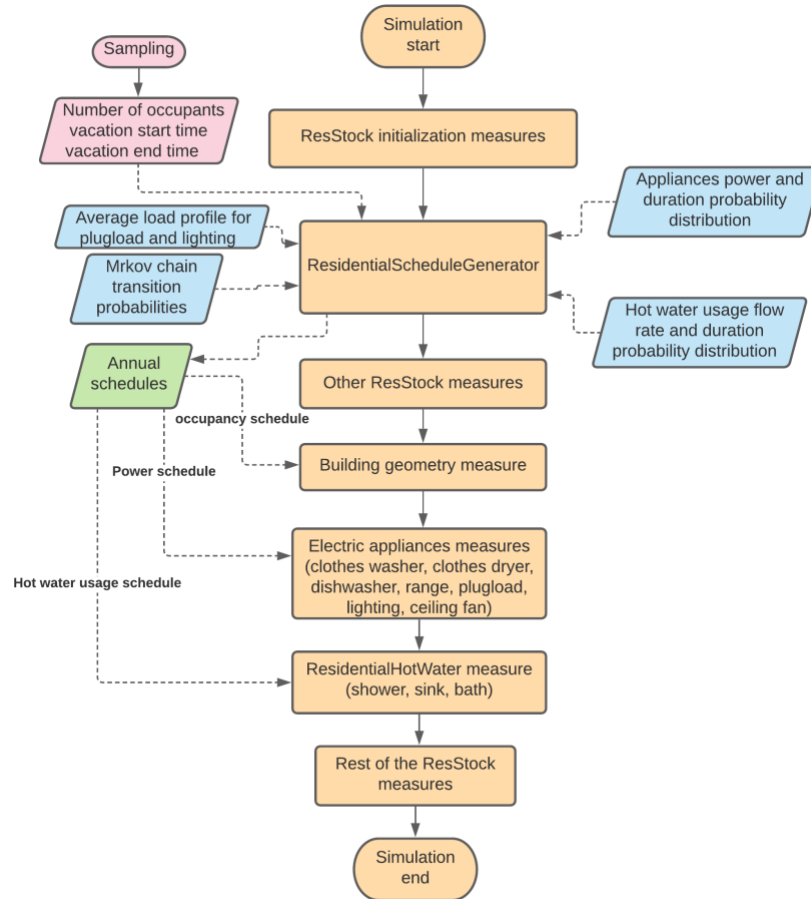 Simulation
start
Sampling
Number of occupants
vacation start time
vacation end time
ResStock initialization measures
Appliances power and
duration probability
distribution
Average load profile for
plugload and lighting
ResidentialScheduleGenerator
Mrkov chain
transition
probabilities
Hot water usage flow
rate and duration
probability distribution
Annual
schedules
Other ResStock measures
occupancy schedule
Building geometry measure
Power schedule
Electric appliances measures
(clothes washer, clothes dryer,
dishwasher, range, plugload,
lighting, ceiling fan)
Hot water usage schedule
ResidentialHotWater measure
(shower, sink, bath)
Rest of the ResStock
measures
Simulation
end